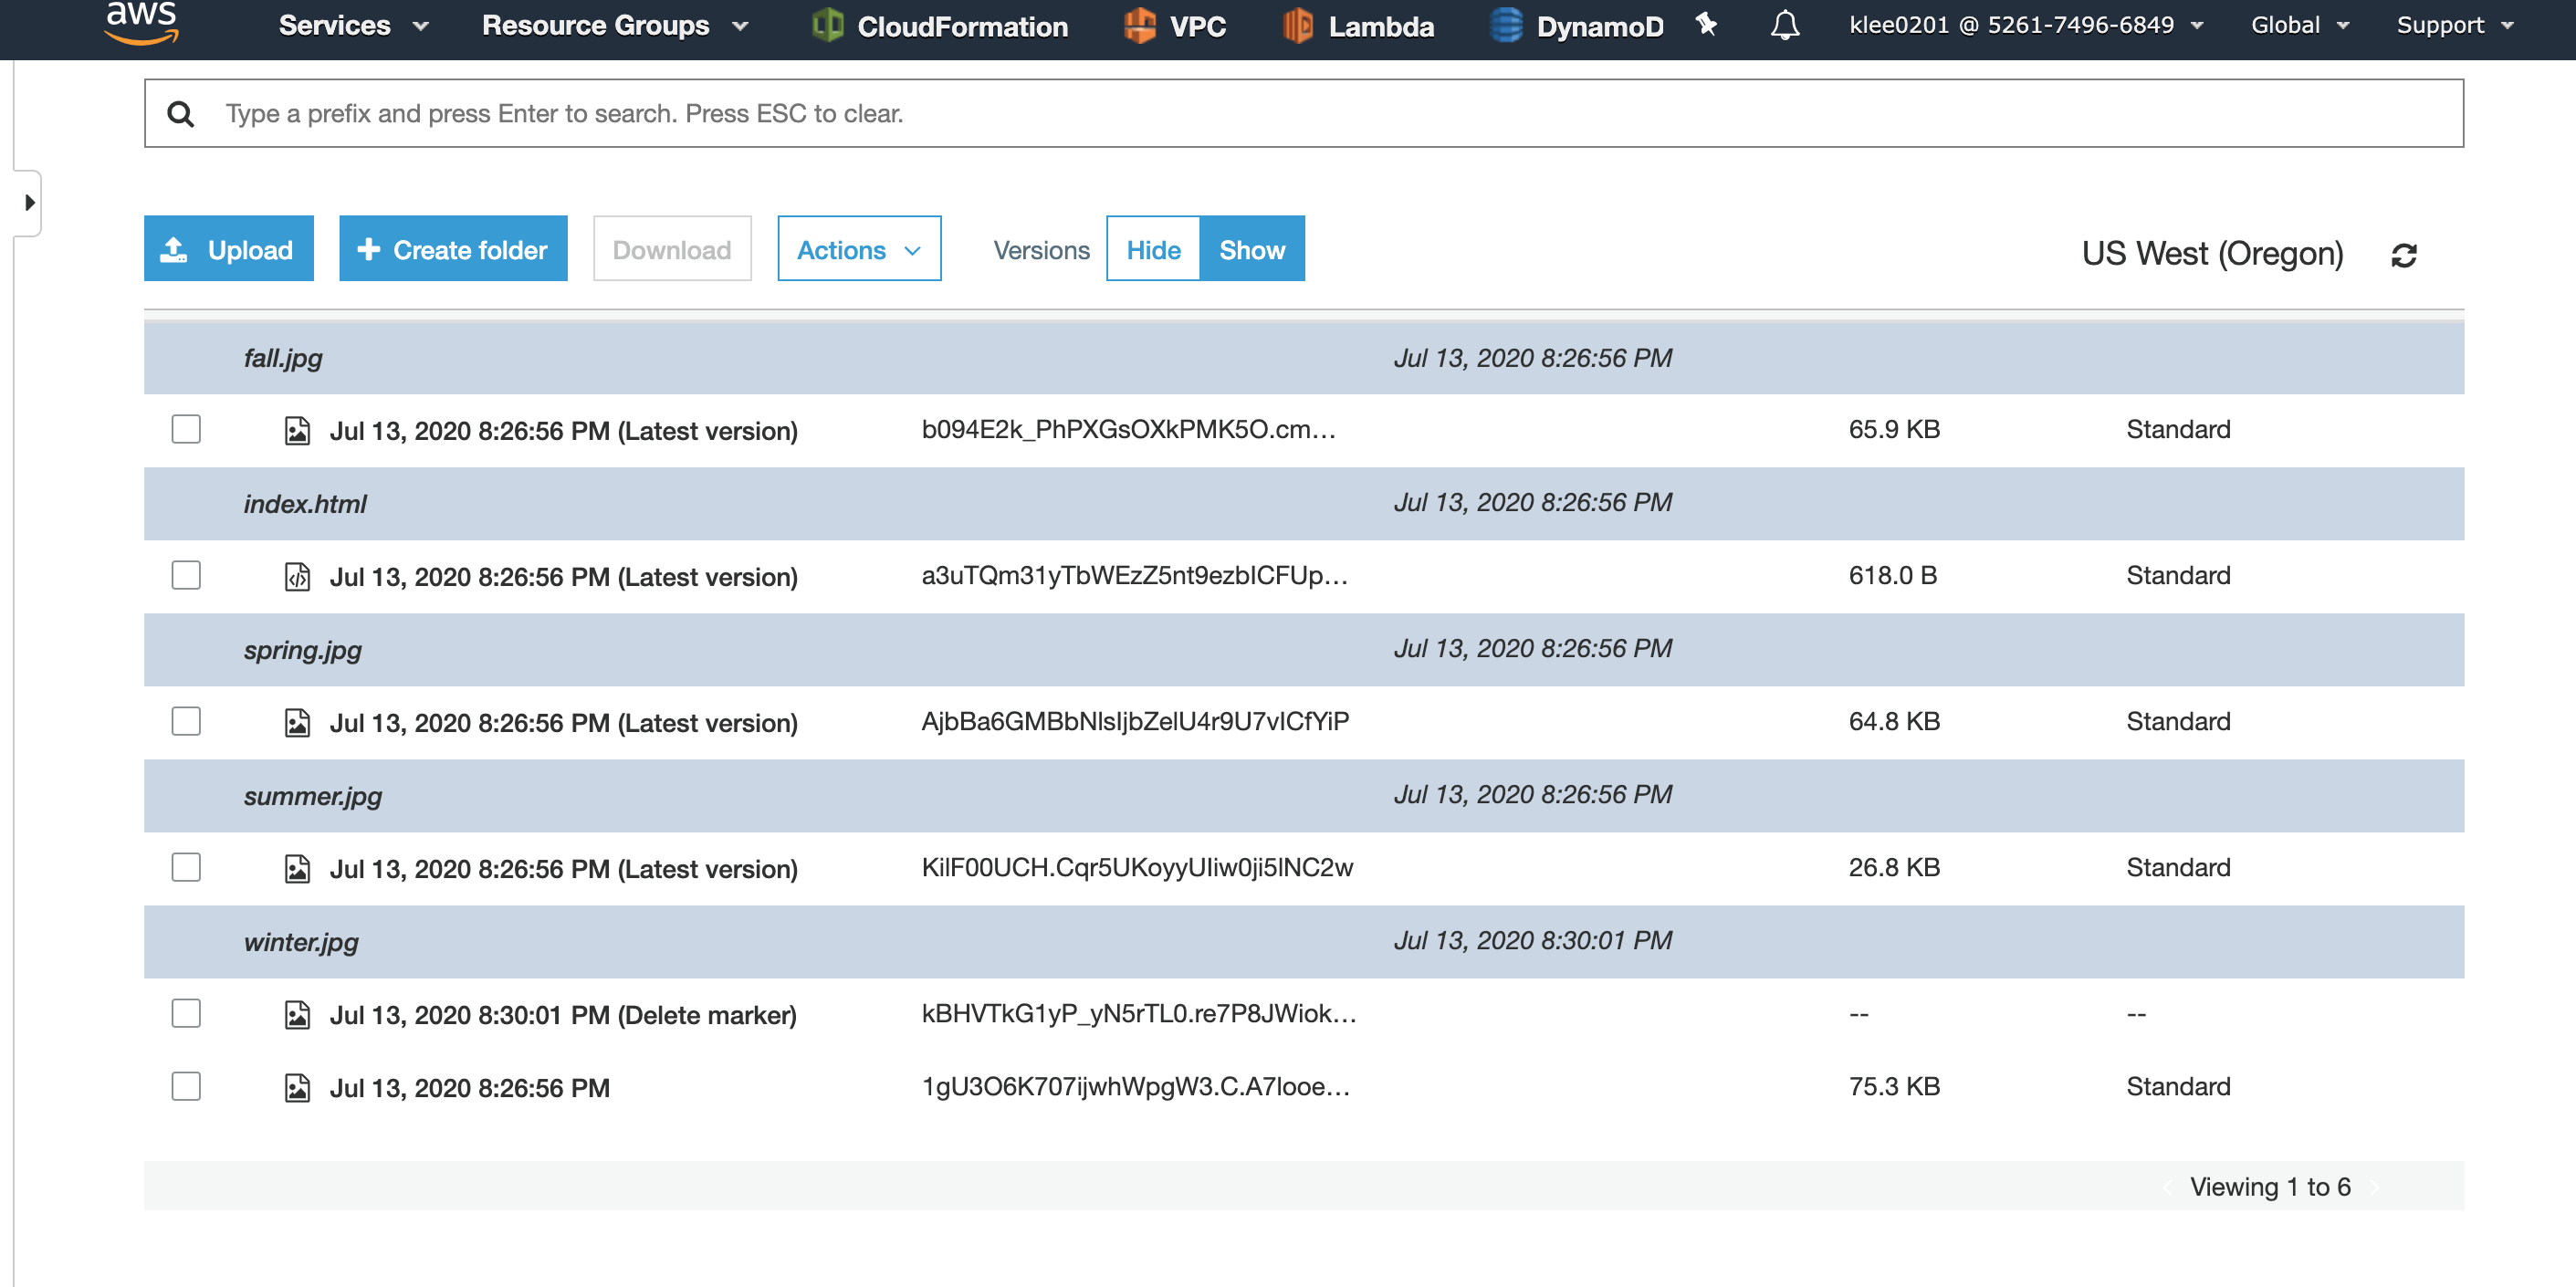 aws Services Resource Groups CloudFormation VPC Lambda DynamoD klee0201 @ 5261-7496-6849 Global Support
Type a prefix and press Enter to search. Press ESC to clear.
Upload Create folder Download Actions Versions Hide Show US West (Oregon)
fall.jpg Jul 13, 2020 8:26:56 PM
Jul 13, 2020 8:26:56 PM (Latest version) b094E2k_PhPXGsOXkPMK5O.cm... 65.9 KB Standard
index.html Jul 13, 2020 8:26:56 PM
Jul 13, 2020 8:26:56 PM (Latest version) a3uTQm31yTbWEzZ5nt9ezbICFUp... 618.0 B Standard
spring.jpg Jul 13, 2020 8:26:56 PM
Jul 13, 2020 8:26:56 PM (Latest version) AjbBa6GMBbNlsIjbZelU4r9U7vICfYiP 64.8 KB Standard
summer.jpg Jul 13, 2020 8:26:56 PM
Jul 13, 2020 8:26:56 PM (Latest version) KilF00UCH.Cqr5UKoyyUIiw0ji5lNC2w 26.8 KB Standard
winter.jpg Jul 13, 2020 8:30:01 PM
Jul 13, 2020 8:30:01 PM (Delete marker) kBHVTkG1yP_yN5rTL0.re7P8JWiok... -- --
Jul 13, 2020 8:26:56 PM 1gU3O6K707ijwhWpgW3.C.A7looe... 75.3 KB Standard
Viewing 1 to 6